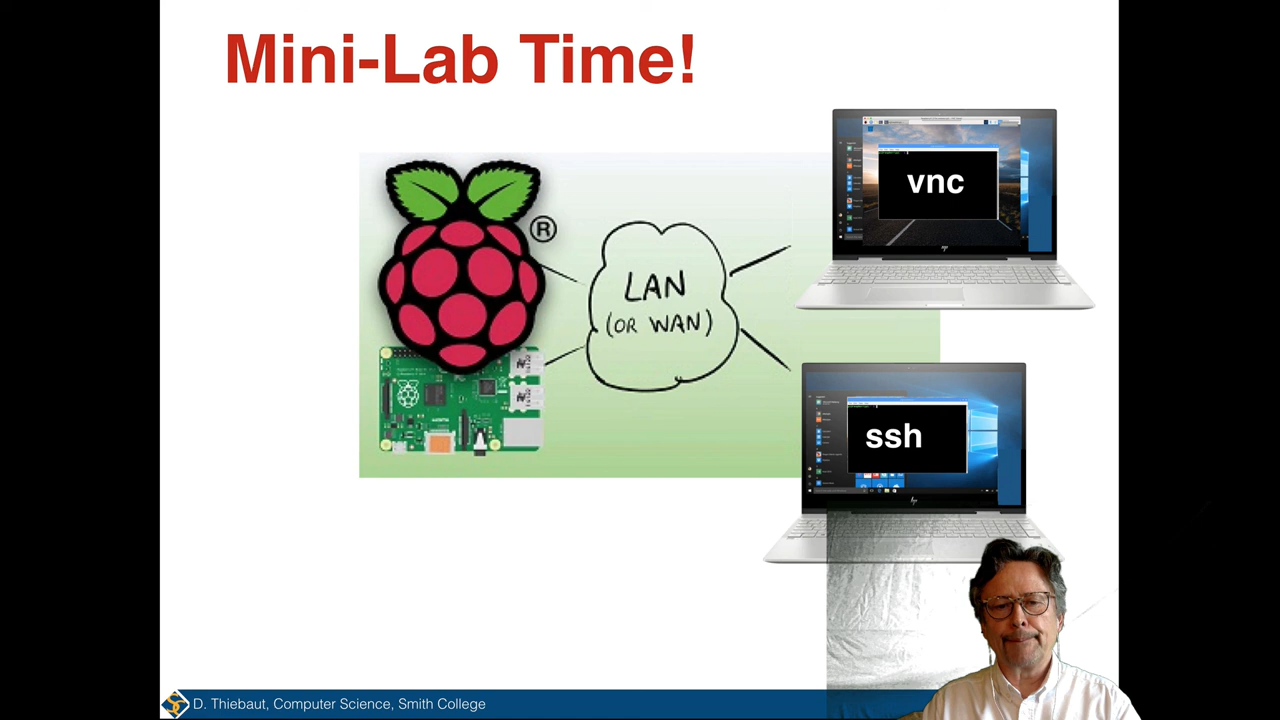 Mini-Lab Time!
®
LAN
(OR WAN)
vnc
ssh
D. Thiebaut, Computer Science, Smith College